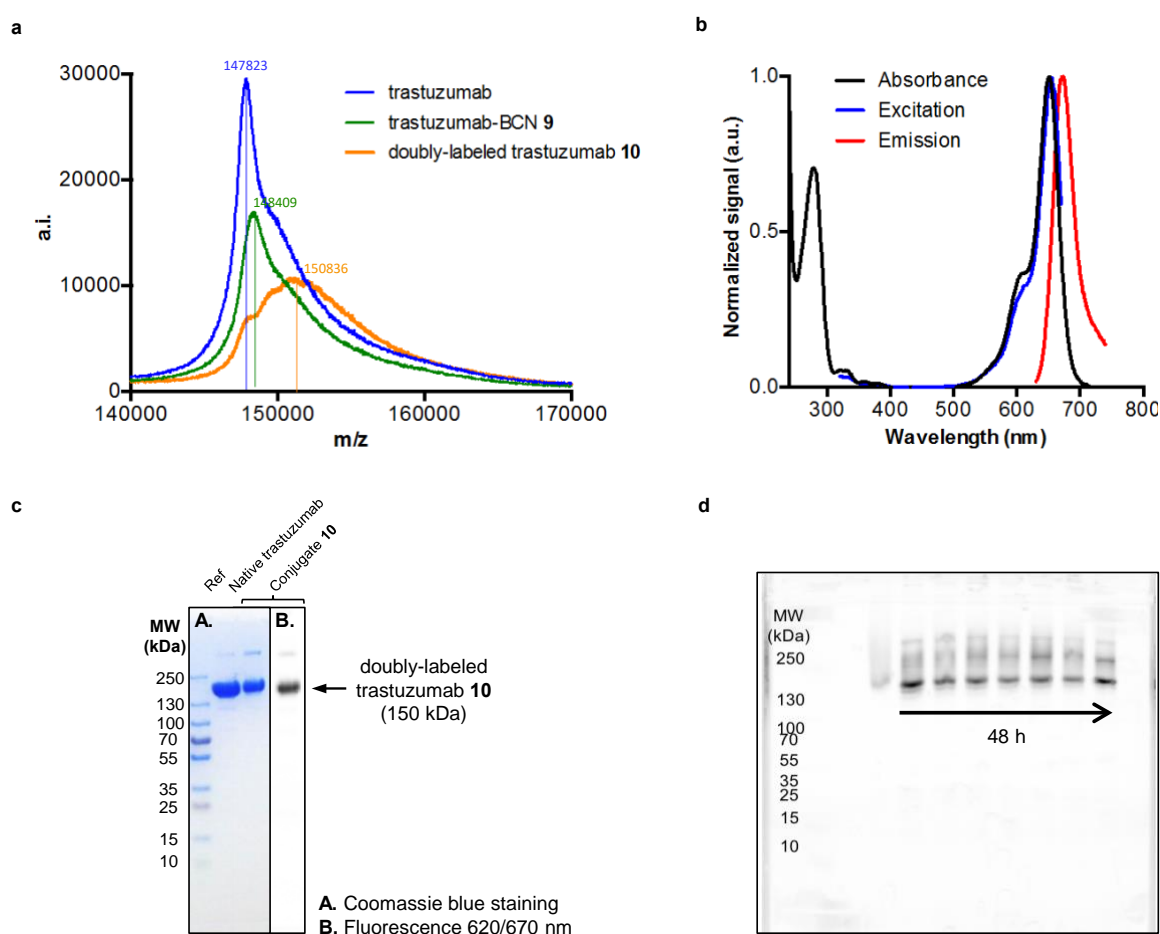 a
30000
20000
10000
0
a.i.
147823
148409
150836
trastuzumab
trastuzumab-BCN 9
doubly-labeled trastuzumab 10
140000 150000 160000 170000
m/z
b
1.0
0.5
0.0
Normalized signal (a.u.)
Absorbance
Excitation
Emission
300 400 500 600 700 800
Wavelength (nm)
c
Ref
Native trastuzumab
Conjugate 10
A.
B.
MW
(kDa)
250
130
100
70
55
35
25
15
10
doubly-labeled
trastuzumab 10
(150 kDa)
A. Coomassie blue staining
B. Fluorescence 620/670 nm
d
MW
(kDa)
250
130
100
70
55
35
25
15
10
48 h